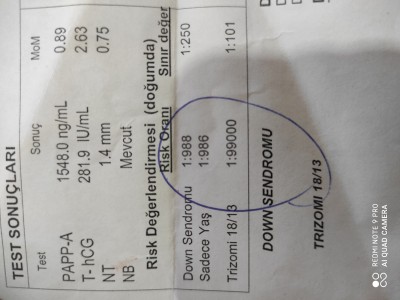 TEST SONUÇLARI
Test Sonuç MoM
PAPP-A 1548.0 ng/mL 0.89
T-hCG 281.9 IU/mL 2.63
NT 1.4 mm 0.75
NB Mevcut
Risk Değerlendirmesi (doğumda)
Risk Oranı Sınır değer
Down Sendromu 1:988 1:250
Sadece Yaş 1:986
Trizomi 18/13 1:99000 1:101
DOWN SENDROMU
TRİZOMİ 18/13
REDMI NOTE 9 PRO
AI QUAD CAMERA